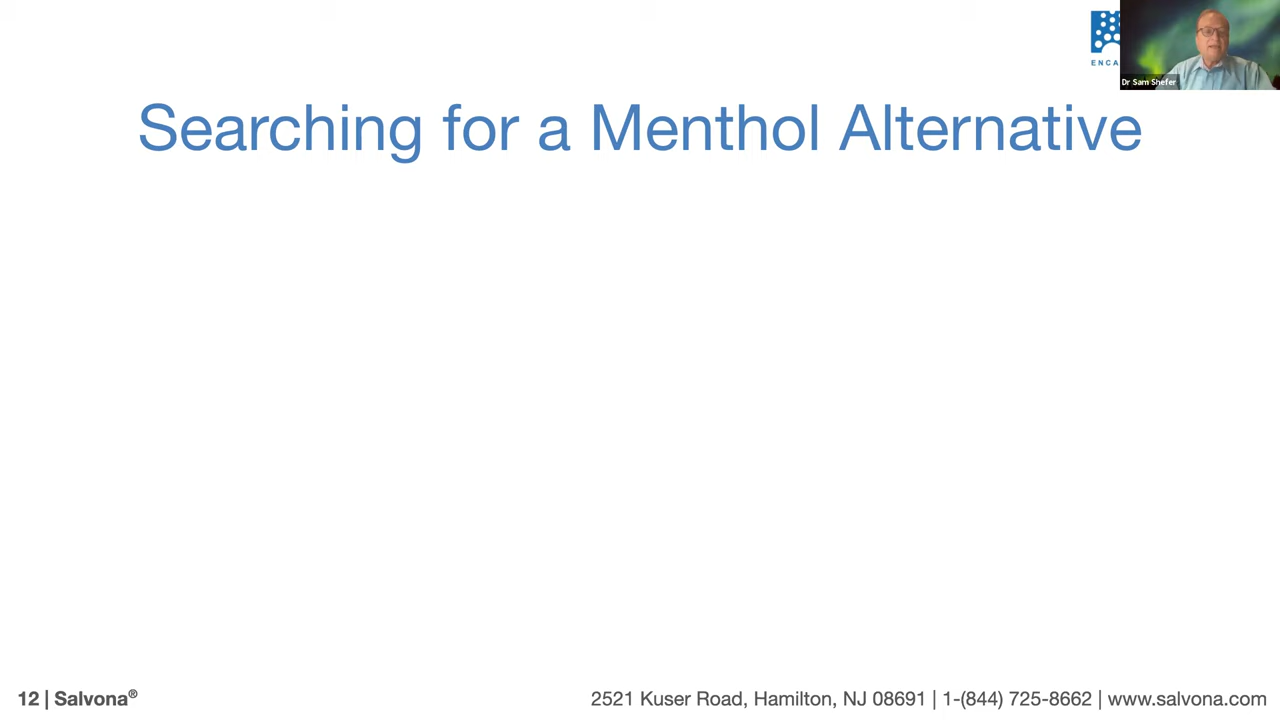 ENCA
Dr Sam Shefer
Searching for a Menthol Alternative
12 | Salvona®
2521 Kuser Road, Hamilton, NJ 08691 | 1-(844) 725-8662 | www.salvona.com